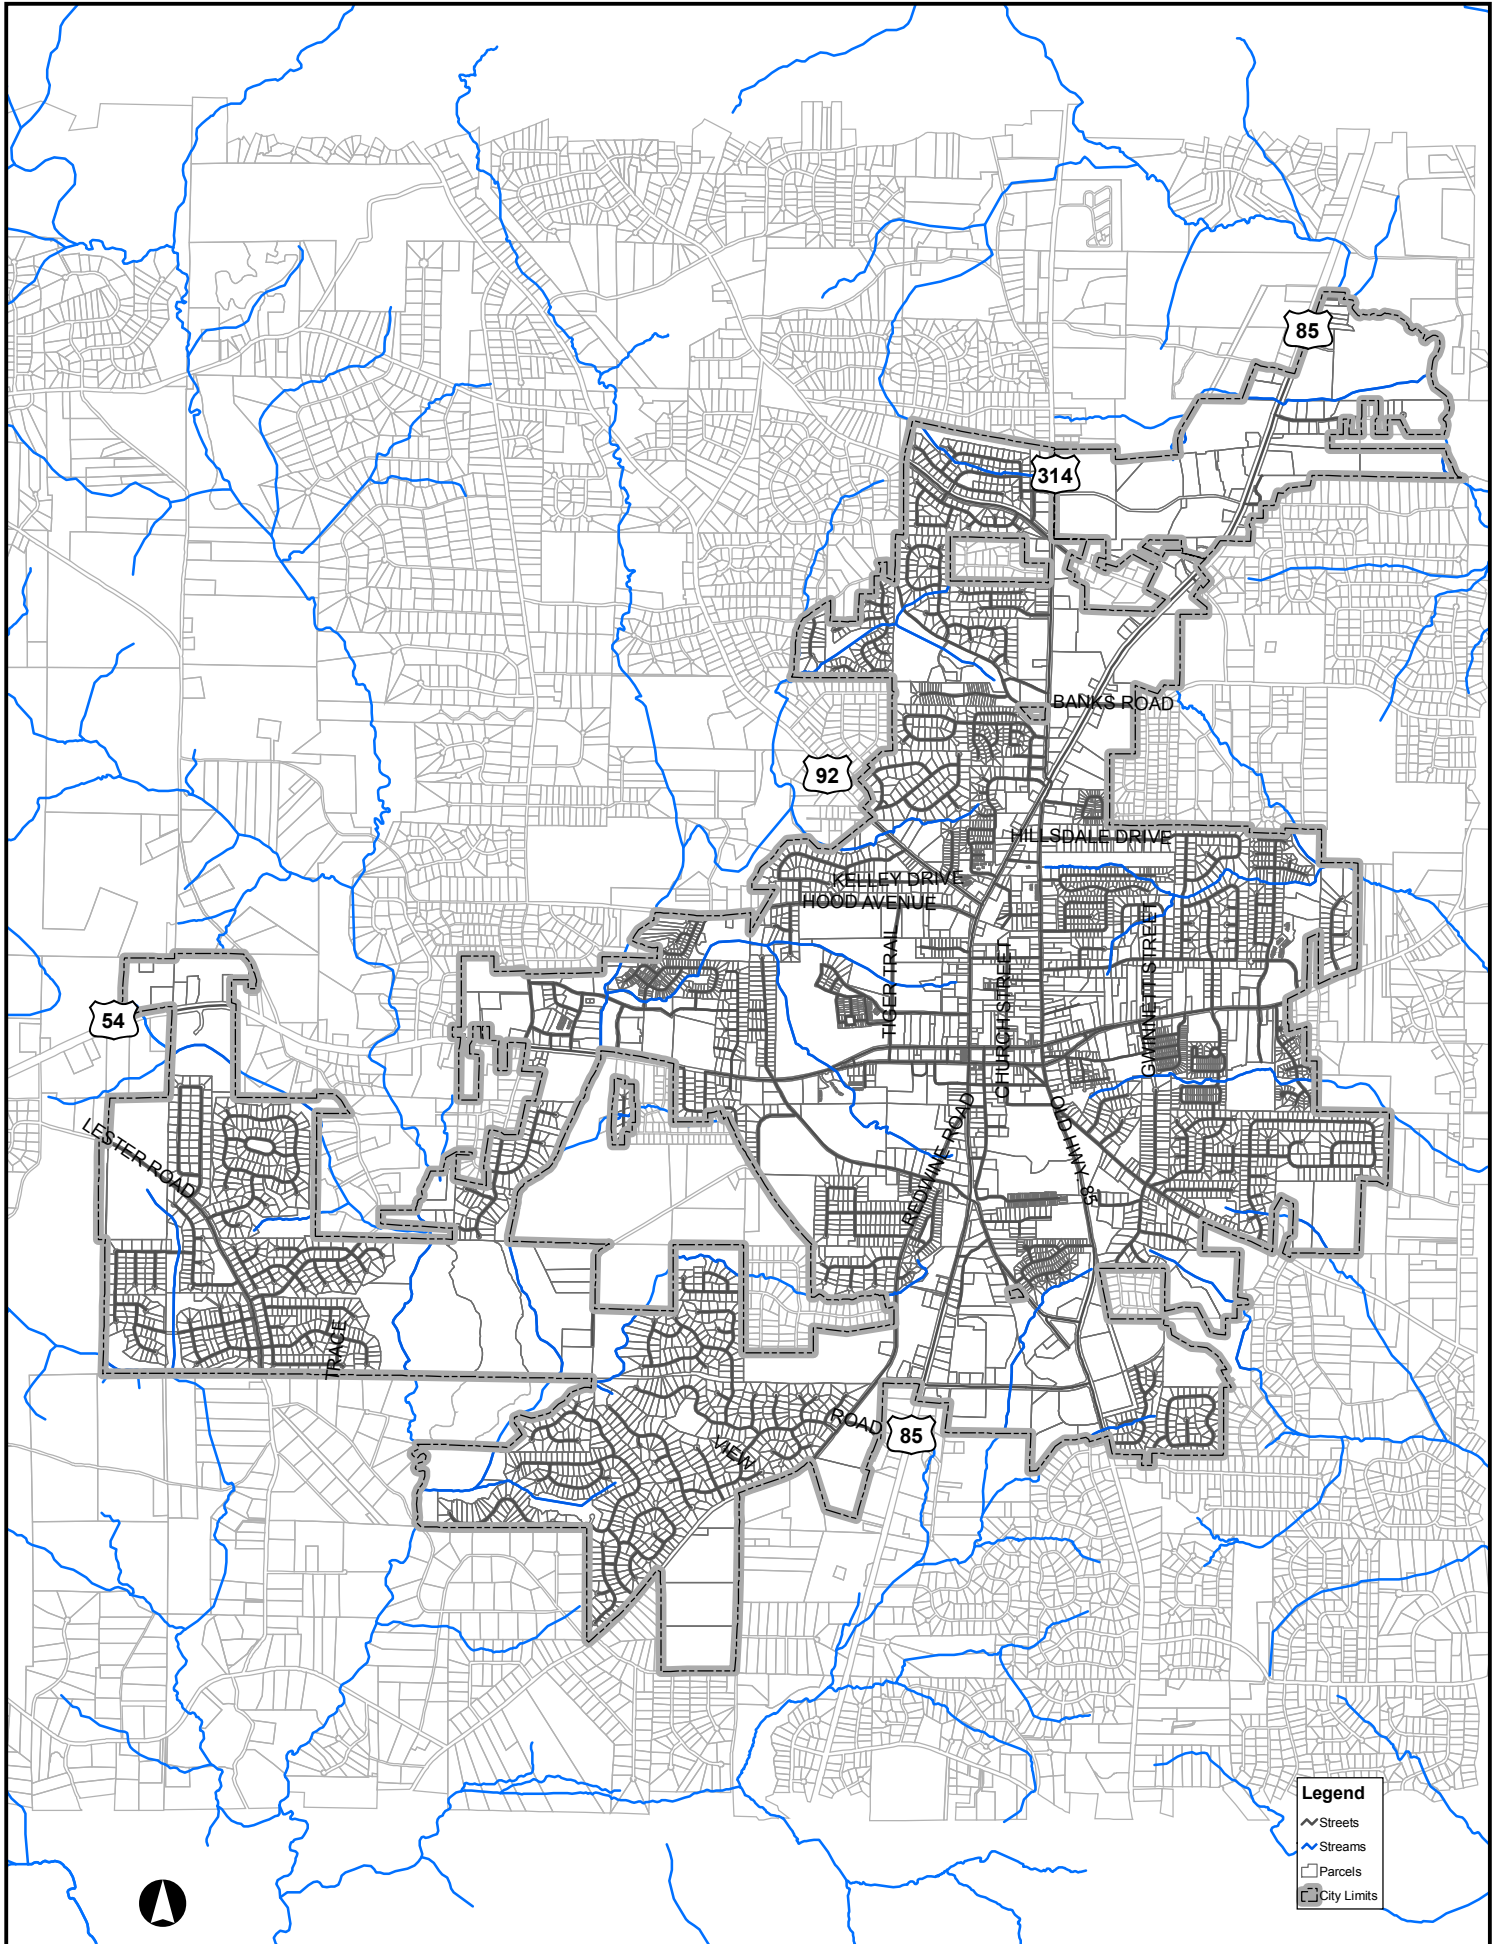 85
314
BANKS ROAD
92
HILLSDALE DRIVE
KELLEY DRIVE
HOOD AVENUE
TIGER TRAIL
CHURCH STREET
GWINNETT STREET
54
LESTER ROAD
REDWINE ROAD
OLD HWY. 85
TRACE
VIEW
ROAD
85
Legend
Streets
Streams
Parcels
City Limits